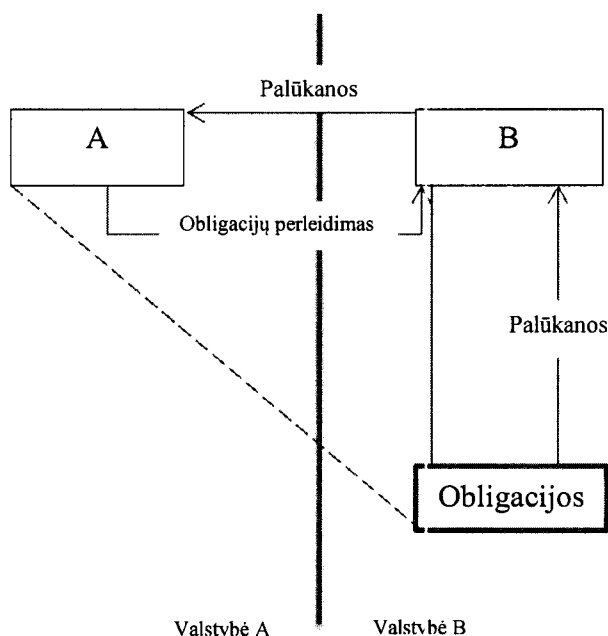 Palūkanos
A
B
Obligacijų perleidimas
Palūkanos
Obligacijos
Valstybė A
Valstybė B